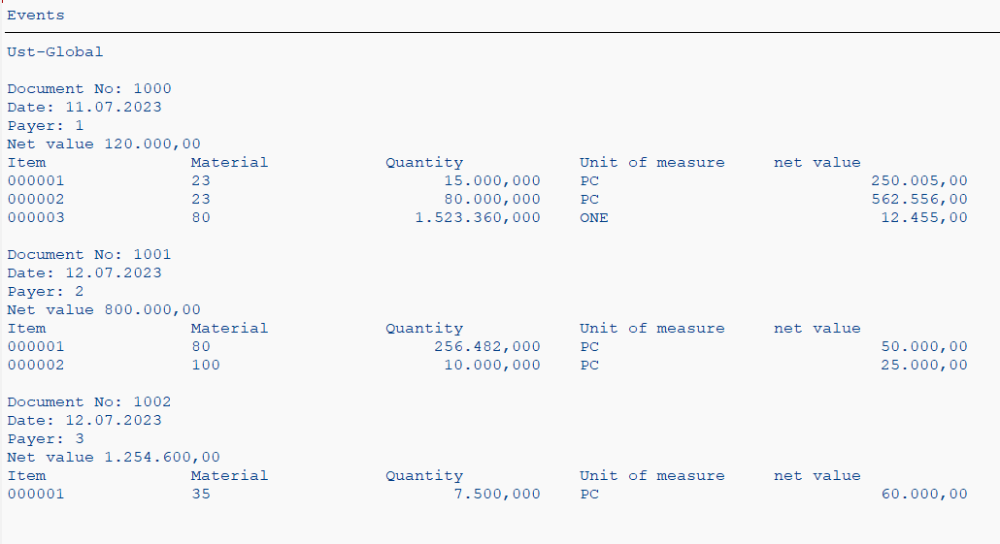 Events
Ust-Global
Document No: 1000
Date: 11.07.2023
Payer: 1
Net value 120.000,00
Item Material Quantity Unit of measure net value
000001 23 15.000,000 PC 250.005,00
000002 23 80.000,000 PC 562.556,00
000003 80 1.523.360,000 ONE 12.455,00
Document No: 1001
Date: 12.07.2023
Payer: 2
Net value 800.000,00
Item Material Quantity Unit of measure net value
000001 80 256.482,000 PC 50.000,00
000002 100 10.000,000 PC 25.000,00
Document No: 1002
Date: 12.07.2023
Payer: 3
Net value 1.254.600,00
Item Material Quantity Unit of measure net value
000001 35 7.500,000 PC 60.000,00